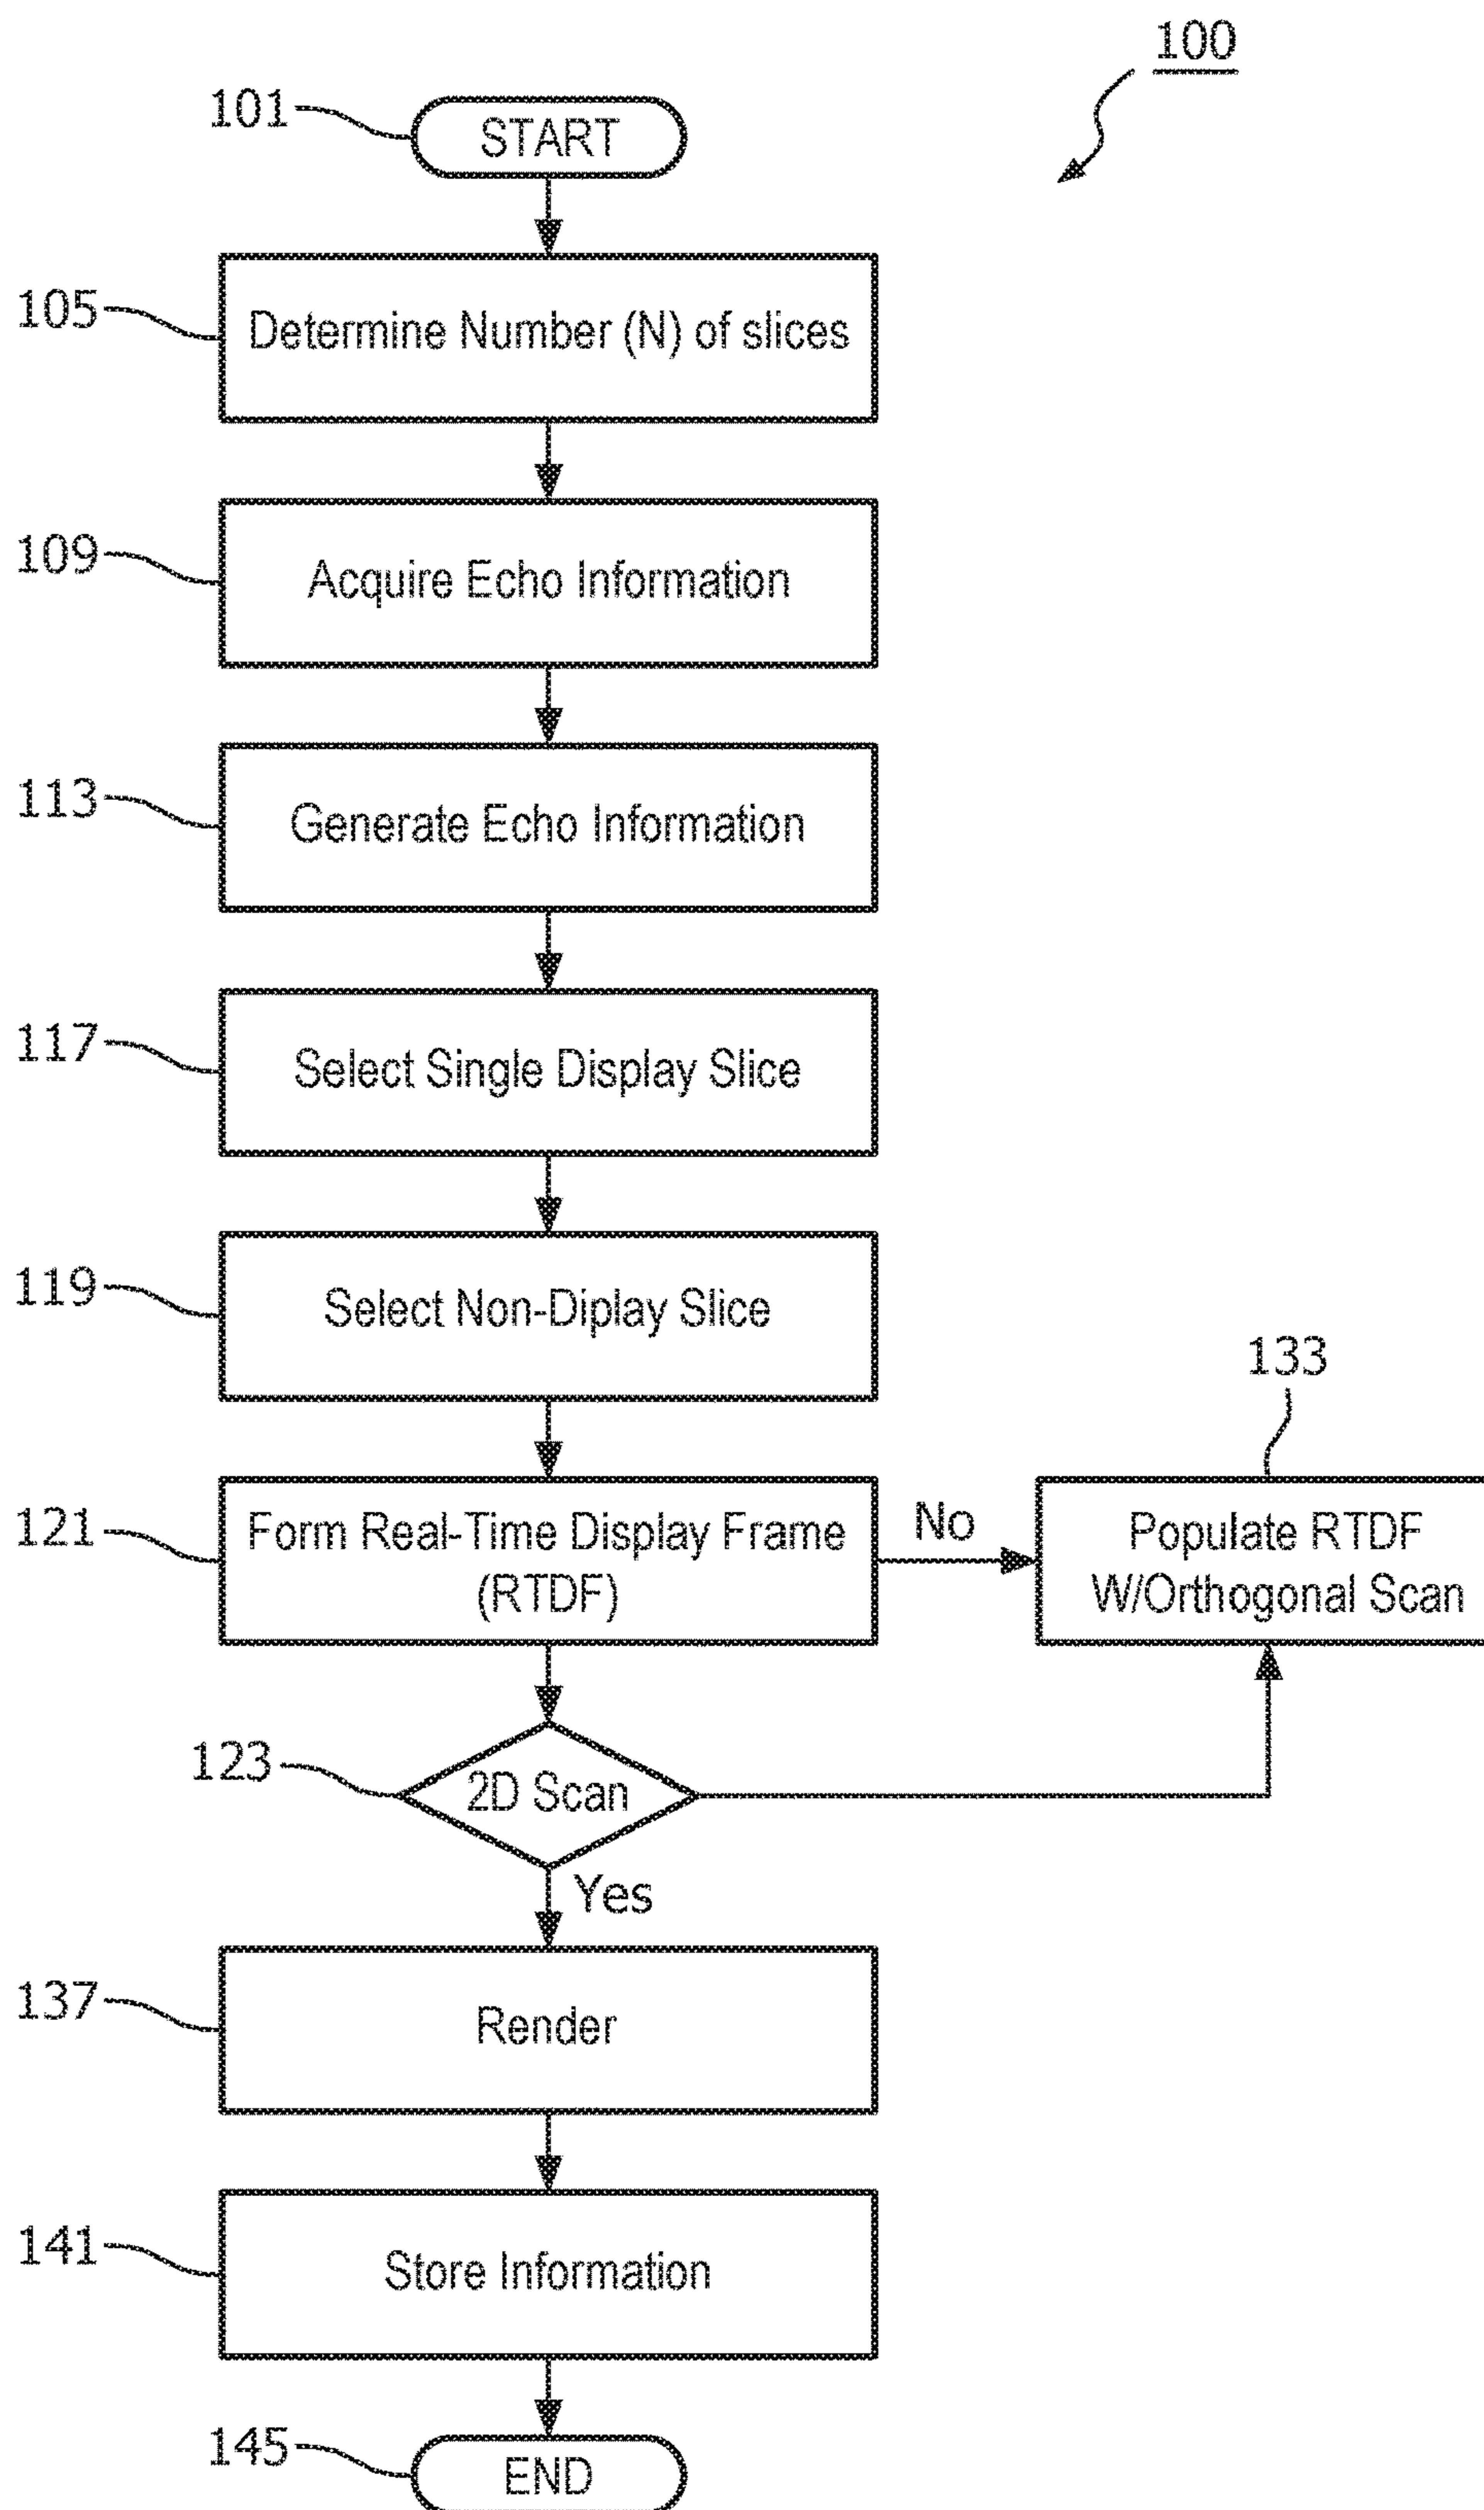 100
101
START
105
Determine Number (N) of slices
109
Acquire Echo Information
113
Generate Echo Information
117
Select Single Display Slice
119
Select Non-Diplay Slice
133
121
Form Real-Time Display Frame
(RTDF)
No
Populate RTDF
W/Orthogonal Scan
123
2D Scan
Yes
137
Render
141
Store Information
145
END